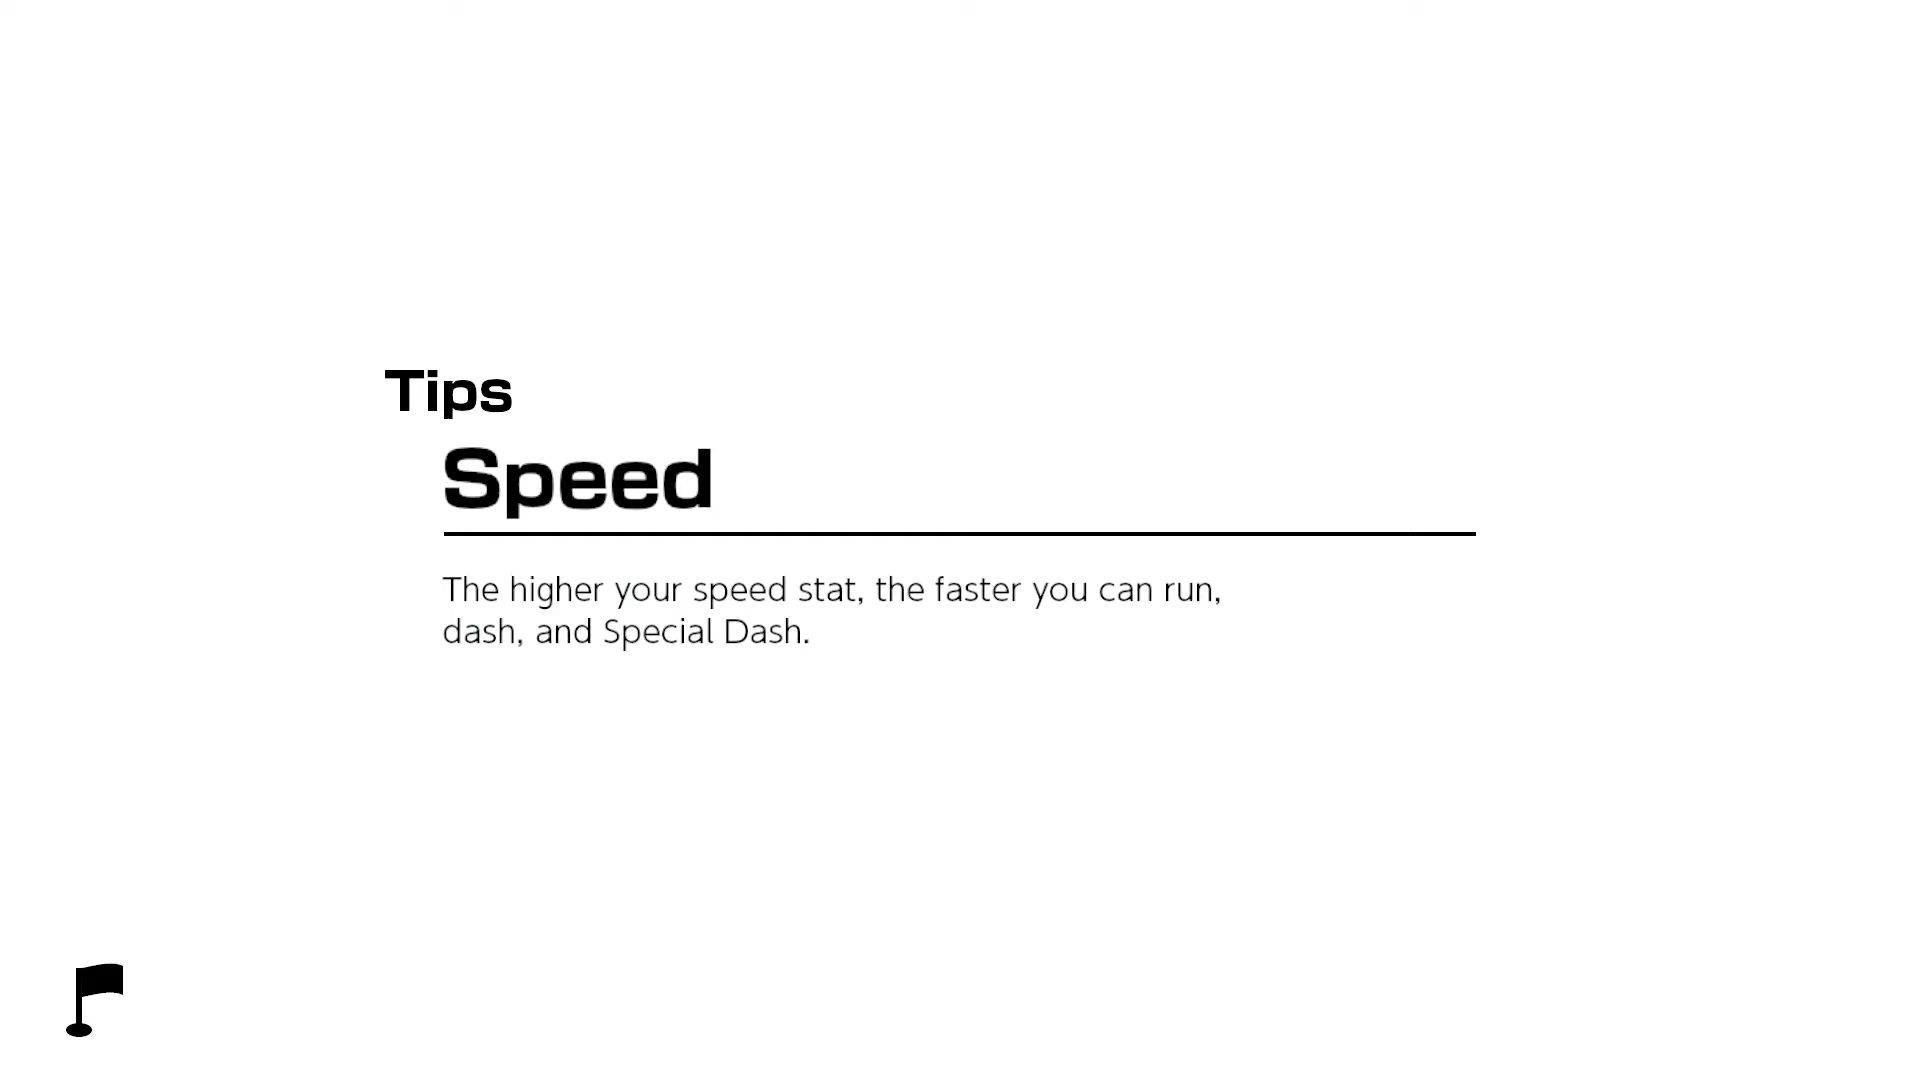 Tips
Speed
The higher your speed stat, the faster you can run,
dash, and Special Dash.